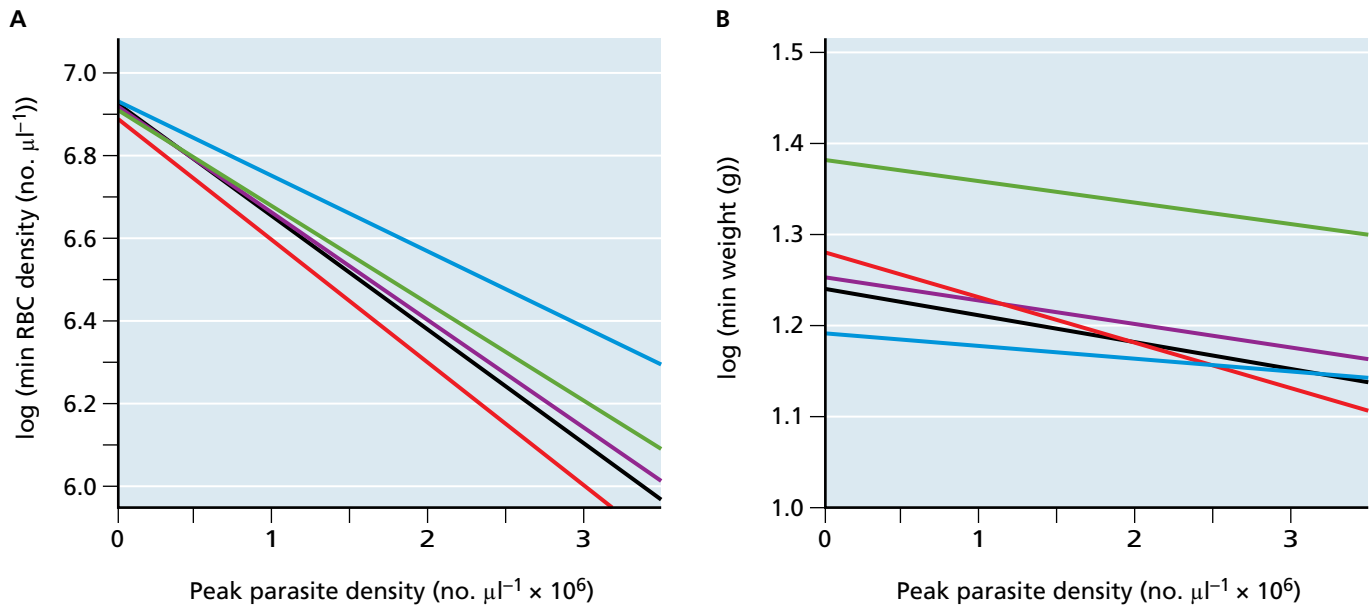 A
log (min RBC density (no. µl⁻¹))
7.0
6.8
6.6
6.4
6.2
6.0
0 1 2 3
Peak parasite density (no. µl⁻¹ × 10⁶)
B
log (min weight (g))
1.5
1.4
1.3
1.2
1.1
1.0
0 1 2 3
Peak parasite density (no. µl⁻¹ × 10⁶)